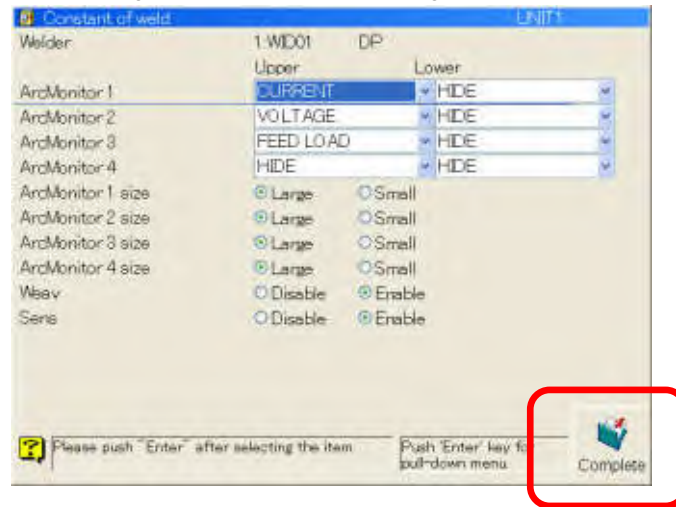 Constant of weld UNIT1
Welder 1:WID01 DP
Upper Lower
ArcMonitor 1 CURRENT HIDE
ArcMonitor 2 VOLTAGE HIDE
ArcMonitor 3 FEED LOAD HIDE
ArcMonitor 4 HIDE HIDE
ArcMonitor 1 size Large Small
ArcMonitor 2 size Large Small
ArcMonitor 3 size Large Small
ArcMonitor 4 size Large Small
Weav Disable Enable
Sens Disable Enable
Please push "Enter" after selecting the item
Push 'Enter' key for
pull-down menu
Complete